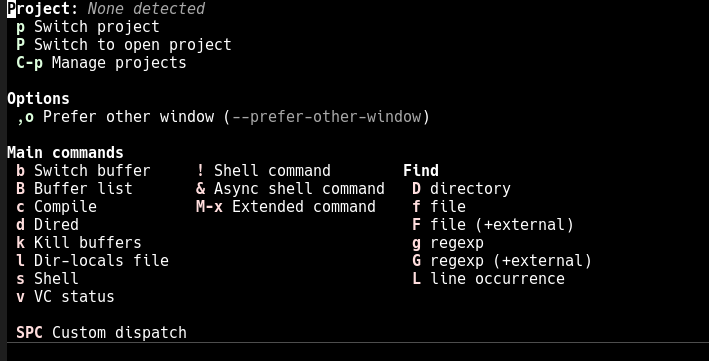 Project: None detected
p Switch project
P Switch to open project
C-p Manage projects
Options
,o Prefer other window (--prefer-other-window)
Main commands
b Switch buffer ! Shell command Find
B Buffer list & Async shell command D directory
c Compile M-x Extended command f file
d Dired F file (+external)
k Kill buffers g regexp
l Dir-locals file G regexp (+external)
s Shell L line occurrence
v VC status
SPC Custom dispatch